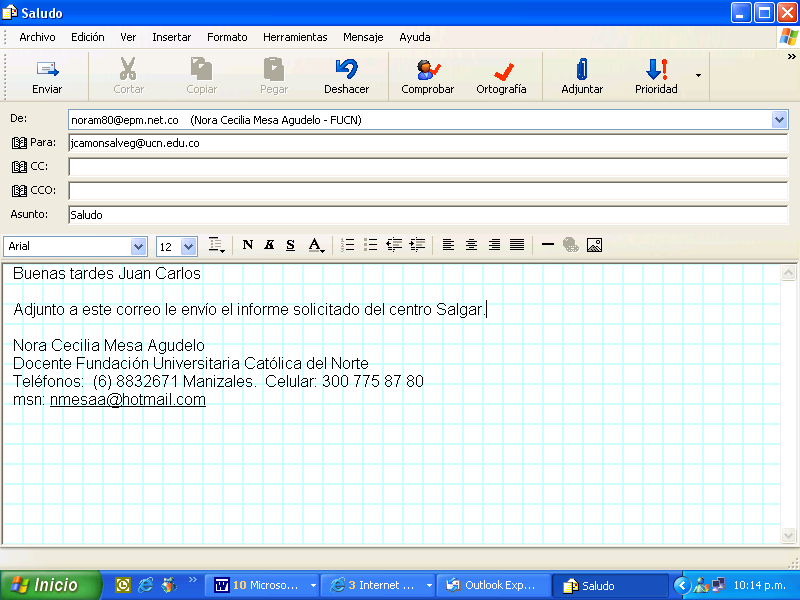 Saludo
Archivo Edición Ver Insertar Formato Herramientas Mensaje Ayuda
Enviar Cortar Copiar Pegar Deshacer Comprobar Ortografía Adjuntar Prioridad
De: noram80@epm.net.co (Nora Cecilia Mesa Agudelo - FUCN)
Para: jcamonsalveg@ucn.edu.co
CC:
CCO:
Asunto: Saludo
Arial 12 N K S A
Buenas tardes Juan Carlos
Adjunto a este correo le envío el informe solicitado del centro Salgar.
Nora Cecilia Mesa Agudelo
Docente Fundación Universitaria Católica del Norte
Teléfonos: (6) 8832671 Manizales. Celular: 300 775 87 80
msn: nmesaa@hotmail.com
Inicio 10 Microso... 3 Internet ... Outlook Exp... Saludo 10:14 p.m.